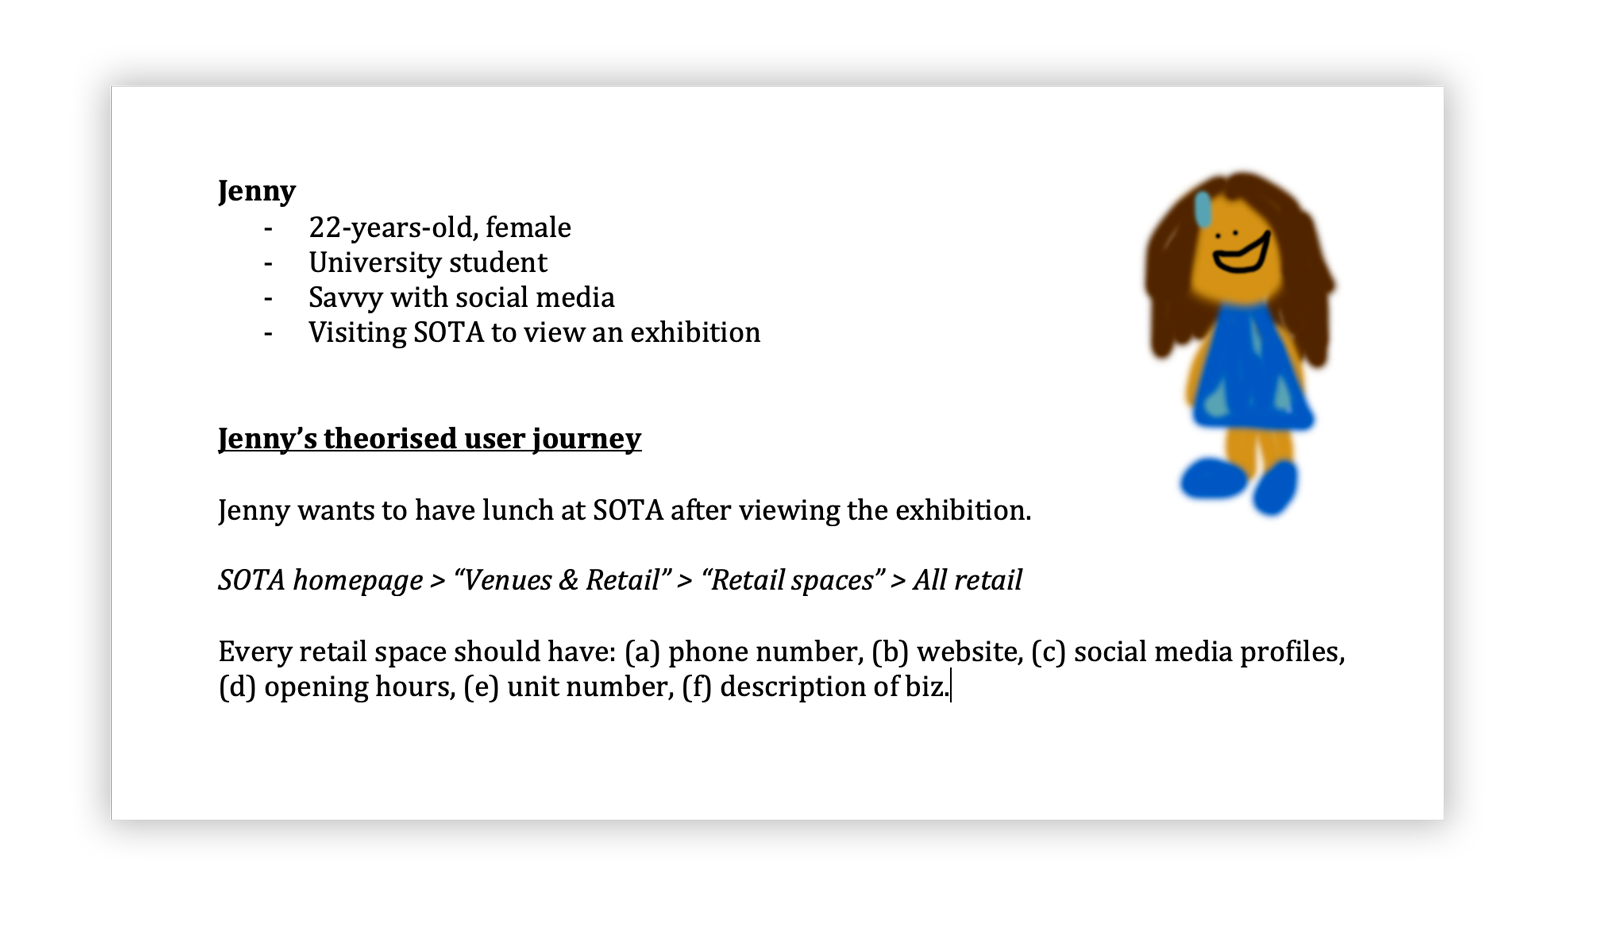 Jenny
- 22-years-old, female
- University student
- Savvy with social media
- Visiting SOTA to view an exhibition
Jenny’s theorised user journey
Jenny wants to have lunch at SOTA after viewing the exhibition.
SOTA homepage > “Venues & Retail” > “Retail spaces” > All retail
Every retail space should have: (a) phone number, (b) website, (c) social media profiles,
(d) opening hours, (e) unit number, (f) description of biz.